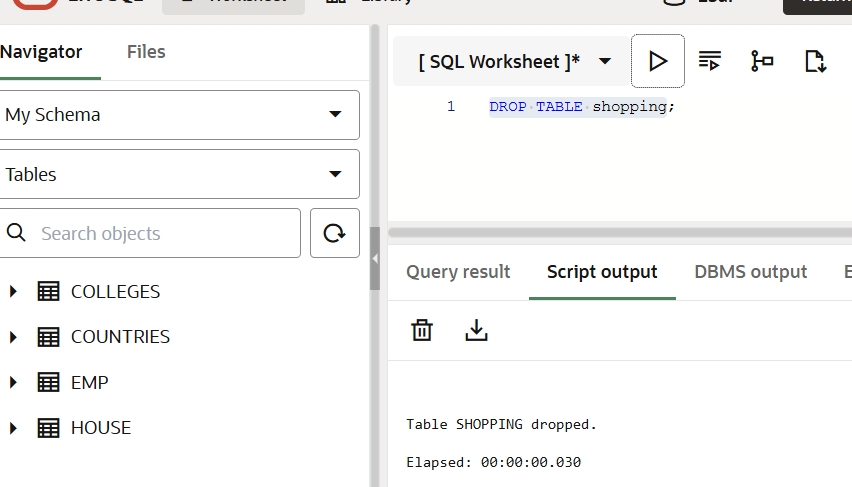 Navigator
Files
My Schema
Tables
Search objects
COLLEGES
COUNTRIES
EMP
HOUSE
[ SQL Worksheet ]*
1 DROP TABLE shopping;
Query result
Script output
DBMS output
Table SHOPPING dropped.
Elapsed: 00:00:00.030